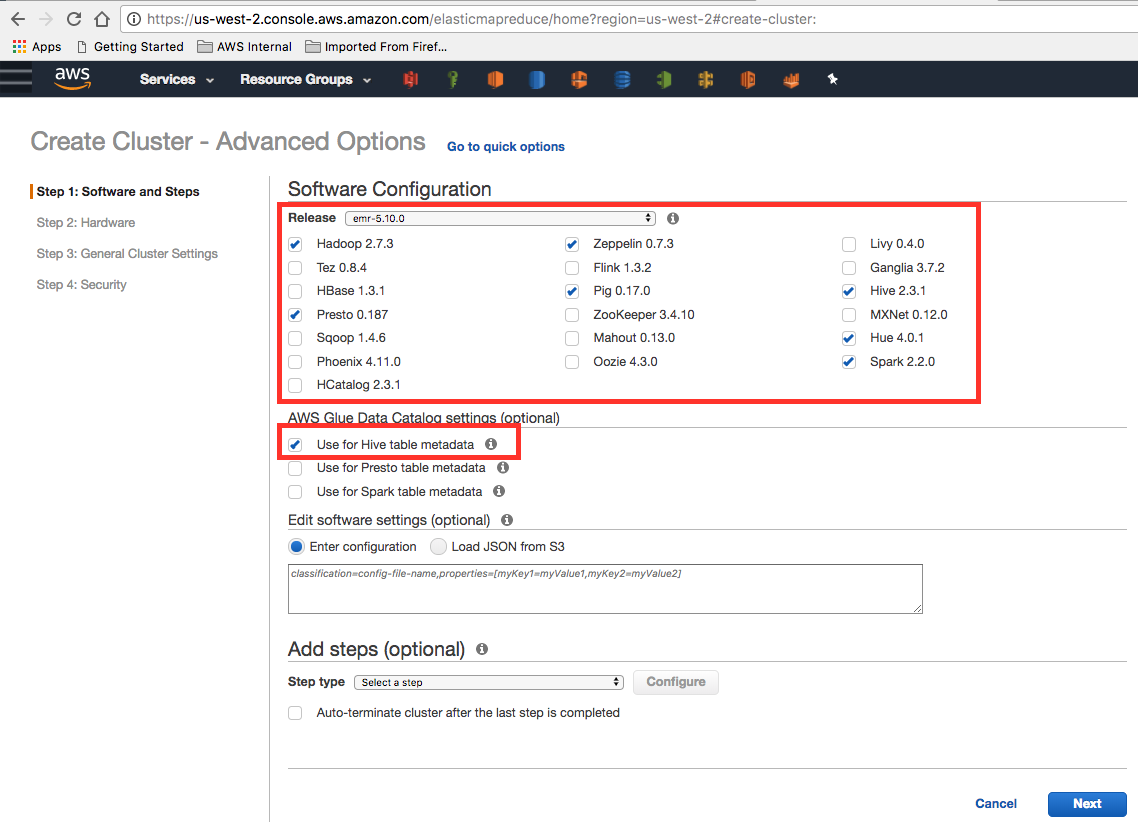 https://us-west-2.console.aws.amazon.com/elasticmapreduce/home?region=us-west-2#create-cluster:
Apps Getting Started AWS Internal Imported From Firef...
aws Services Resource Groups
Create Cluster - Advanced Options Go to quick options
Step 1: Software and Steps
Step 2: Hardware
Step 3: General Cluster Settings
Step 4: Security
Software Configuration
Release emr-5.10.0
Hadoop 2.7.3 Zeppelin 0.7.3 Livy 0.4.0
Tez 0.8.4 Flink 1.3.2 Ganglia 3.7.2
HBase 1.3.1 Pig 0.17.0 Hive 2.3.1
Presto 0.187 ZooKeeper 3.4.10 MXNet 0.12.0
Sqoop 1.4.6 Mahout 0.13.0 Hue 4.0.1
Phoenix 4.11.0 Oozie 4.3.0 Spark 2.2.0
HCatalog 2.3.1
AWS Glue Data Catalog settings (optional)
Use for Hive table metadata
Use for Presto table metadata
Use for Spark table metadata
Edit software settings (optional)
Enter configuration Load JSON from S3
classification=config-file-name,properties=[myKey1=myValue1,myKey2=myValue2]
Add steps (optional)
Step type Select a step Configure
Auto-terminate cluster after the last step is completed
Cancel Next